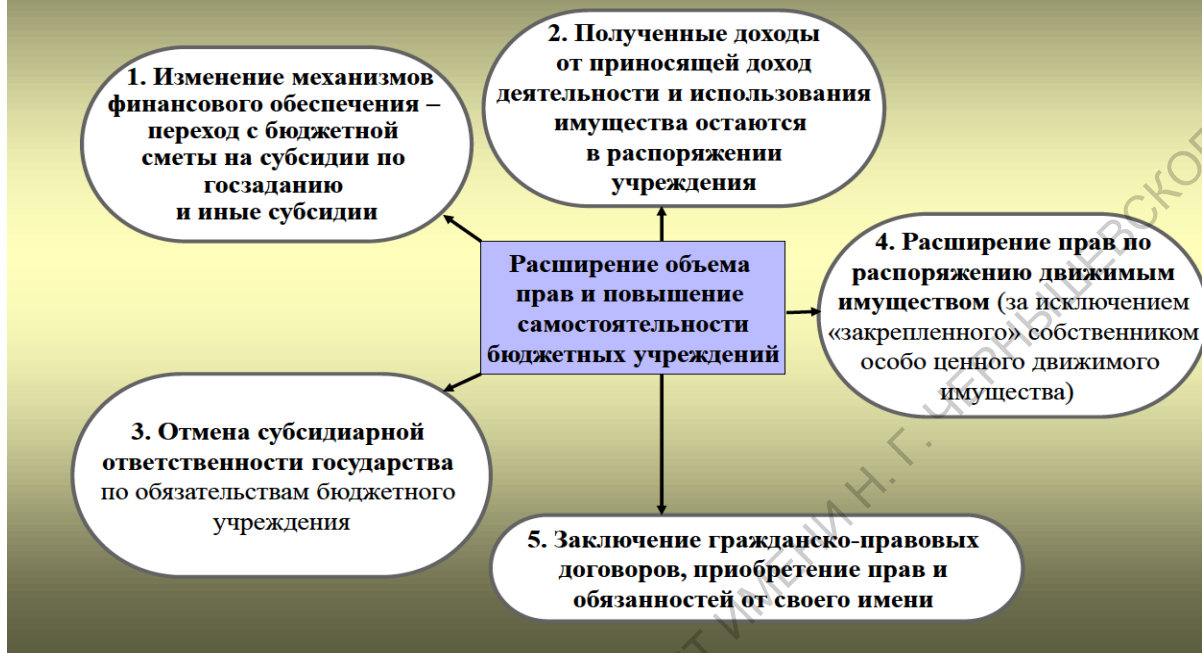 1. Изменение механизмов
финансового обеспечения –
переход с бюджетной
сметы на субсидии по
госзаданию
и иные субсидии
2. Полученные доходы
от приносящей доход
деятельности и использования
имущества остаются
в распоряжении
учреждения
Расширение объема
прав и повышение
самостоятельности
бюджетных учреждений
4. Расширение прав по
распоряжению движимым
имуществом (за исключением
«закрепленного» собственником
особо ценного движимого
имущества)
3. Отмена субсидиарной
ответственности государства
по обязательствам бюджетного
учреждения
5. Заключение гражданско-правовых
договоров, приобретение прав и
обязанностей от своего имени
ИМЕНИ Н. Г. ЧЕРНЫШЕВСКОГО